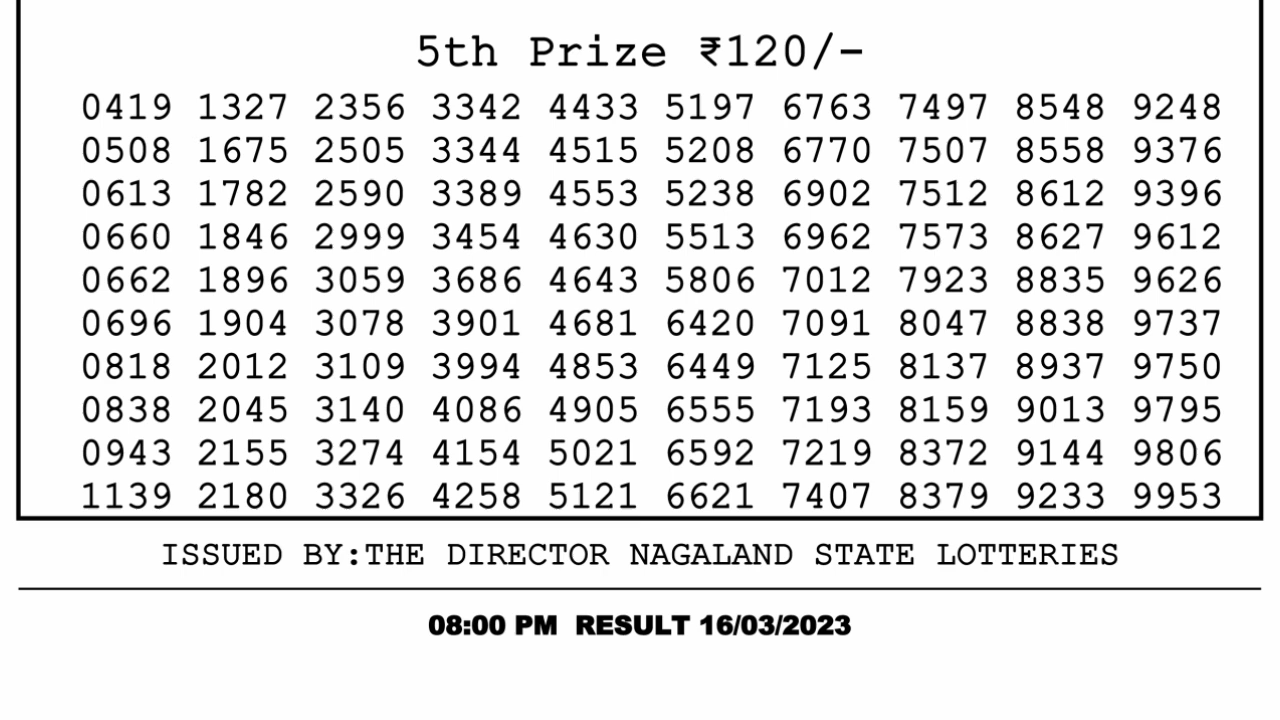 5th Prize ₹120/-
0419 1327 2356 3342 4433 5197 6763 7497 8548 9248
0508 1675 2505 3344 4515 5208 6770 7507 8558 9376
0613 1782 2590 3389 4553 5238 6902 7512 8612 9396
0660 1846 2999 3454 4630 5513 6962 7573 8627 9612
0662 1896 3059 3686 4643 5806 7012 7923 8835 9626
0696 1904 3078 3901 4681 6420 7091 8047 8838 9737
0818 2012 3109 3994 4853 6449 7125 8137 8937 9750
0838 2045 3140 4086 4905 6555 7193 8159 9013 9795
0943 2155 3274 4154 5021 6592 7219 8372 9144 9806
1139 2180 3326 4258 5121 6621 7407 8379 9233 9953
ISSUED BY:THE DIRECTOR NAGALAND STATE LOTTERIES
08:00 PM RESULT 16/03/2023